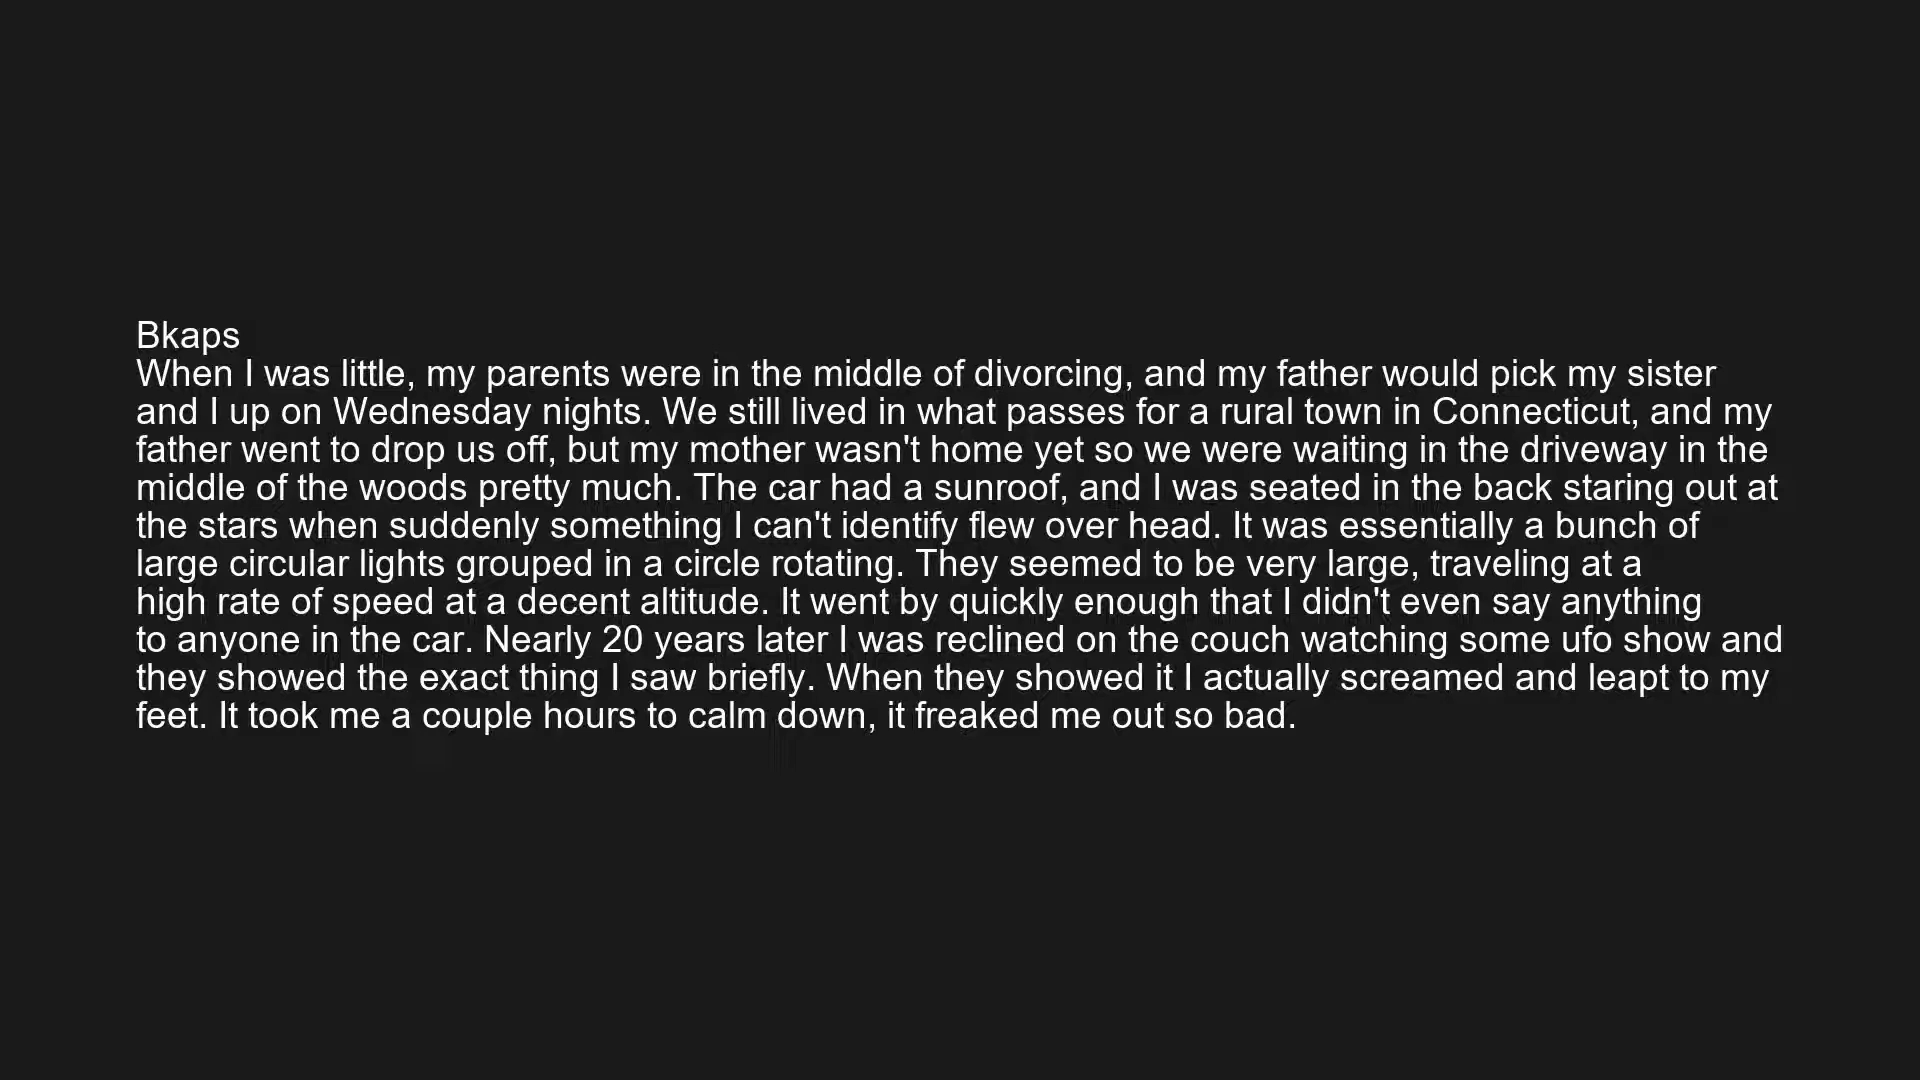 Bkaps
When I was little, my parents were in the middle of divorcing, and my father would pick my sister
and I up on Wednesday nights. We still lived in what passes for a rural town in Connecticut, and my
father went to drop us off, but my mother wasn't home yet so we were waiting in the driveway in the
middle of the woods pretty much. The car had a sunroof, and I was seated in the back staring out at
the stars when suddenly something I can't identify flew over head. It was essentially a bunch of
large circular lights grouped in a circle rotating. They seemed to be very large, traveling at a
high rate of speed at a decent altitude. It went by quickly enough that I didn't even say anything
to anyone in the car. Nearly 20 years later I was reclined on the couch watching some ufo show and
they showed the exact thing I saw briefly. When they showed it I actually screamed and leapt to my
feet. It took me a couple hours to calm down, it freaked me out so bad.